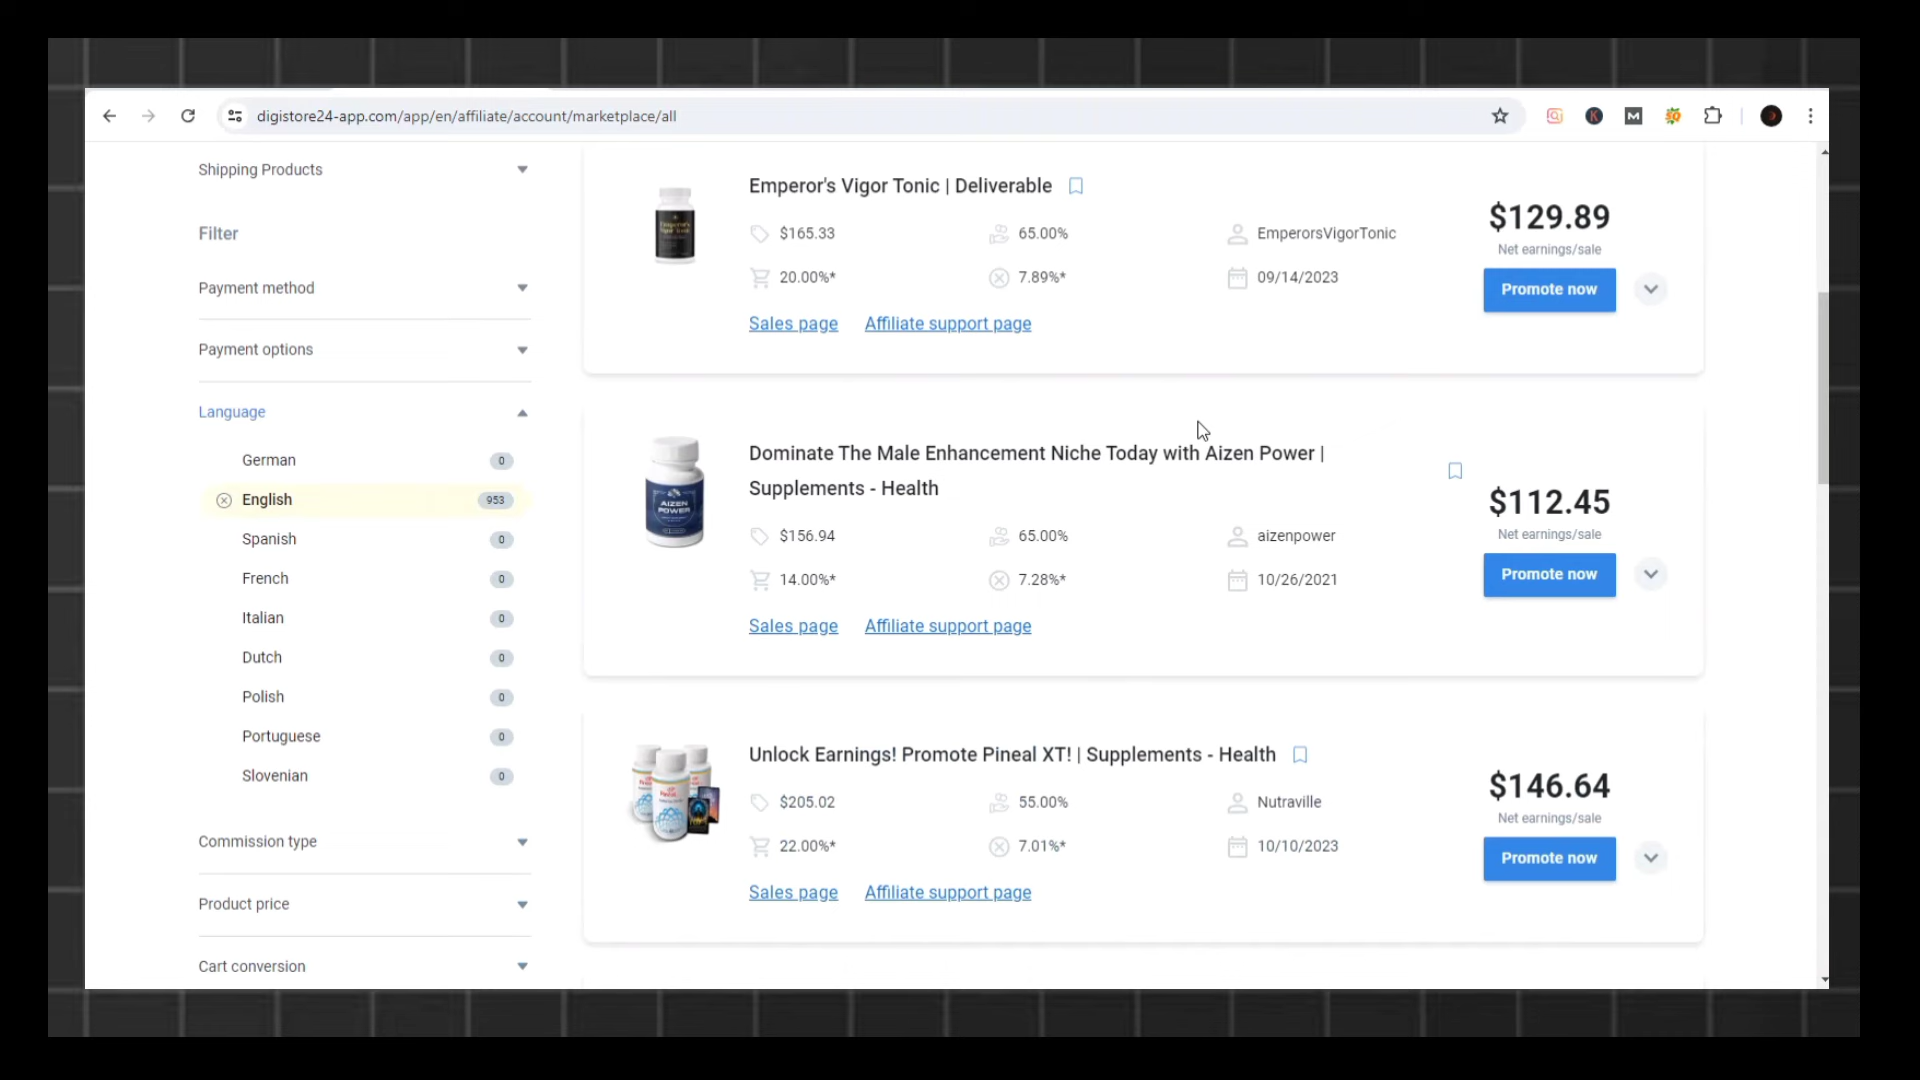 digistore24-app.com/app/en/affiliate/account/marketplace/all
Shipping Products
Filter
Payment method
Payment options
Language
German 0
English 953
Spanish 0
French 0
Italian 0
Dutch 0
Polish 0
Portuguese 0
Slovenian 0
Commission type
Product price
Cart conversion
Emperor's Vigor Tonic | Deliverable
$165.33 65.00% EmperorsVigorTonic
20.00%* 7.89%* 09/14/2023
Sales page Affiliate support page
$129.89
Net earnings/sale
Promote now
Dominate The Male Enhancement Niche Today with Aizen Power |
Supplements - Health
$156.94 65.00% aizenpower
14.00%* 7.28%* 10/26/2021
Sales page Affiliate support page
$112.45
Net earnings/sale
Promote now
AIZEN
POWER
Unlock Earnings! Promote Pineal XT! | Supplements - Health
$205.02 55.00% Nutraville
22.00%* 7.01%* 10/10/2023
Sales page Affiliate support page
$146.64
Net earnings/sale
Promote now